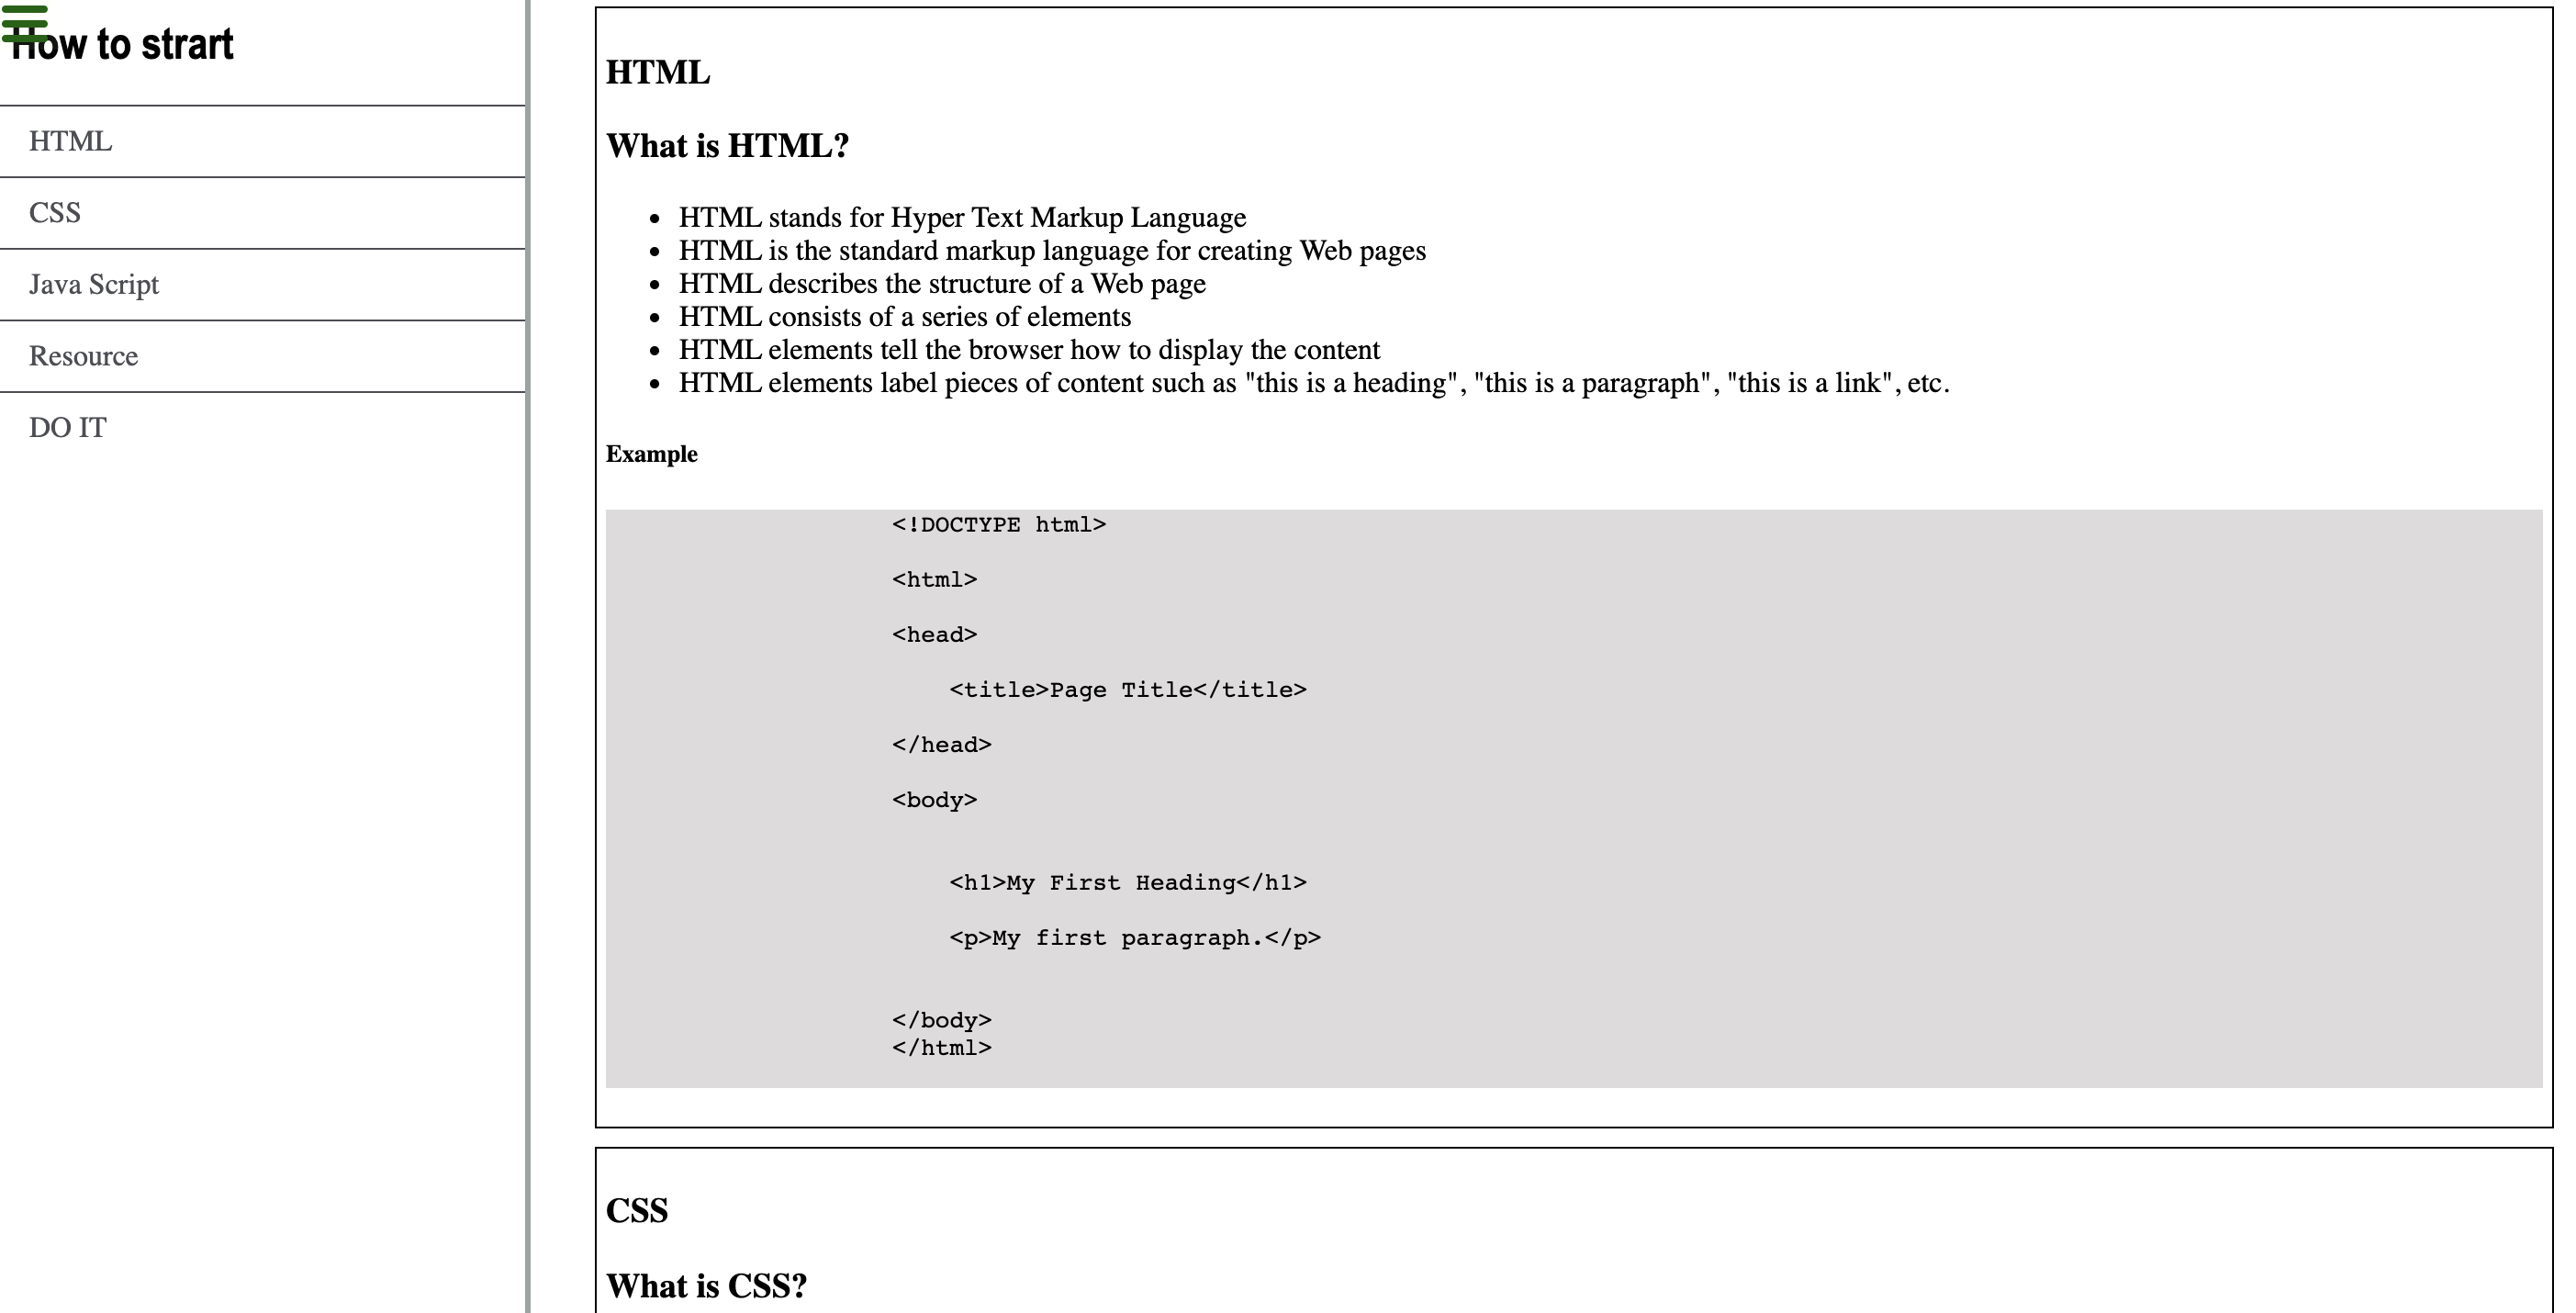 How to strart
HTML
CSS
Java Script
Resource
DO IT
HTML
What is HTML?
• HTML stands for Hyper Text Markup Language
• HTML is the standard markup language for creating Web pages
• HTML describes the structure of a Web page
• HTML consists of a series of elements
• HTML elements tell the browser how to display the content
• HTML elements label pieces of content such as "this is a heading", "this is a paragraph", "this is a link", etc.
Example
<!DOCTYPE html>
<html>
<head>
<title>Page Title</title>
</head>
<body>
<h1>My First Heading</h1>
<p>My first paragraph.</p>
</body>
</html>
CSS
What is CSS?